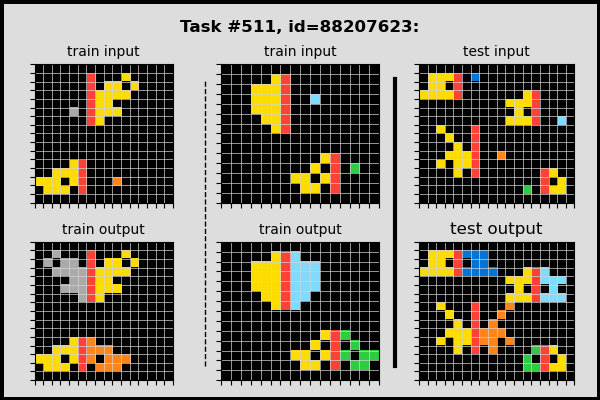 Task #511, id=88207623:
train input
train input
test input
train output
train output
test output